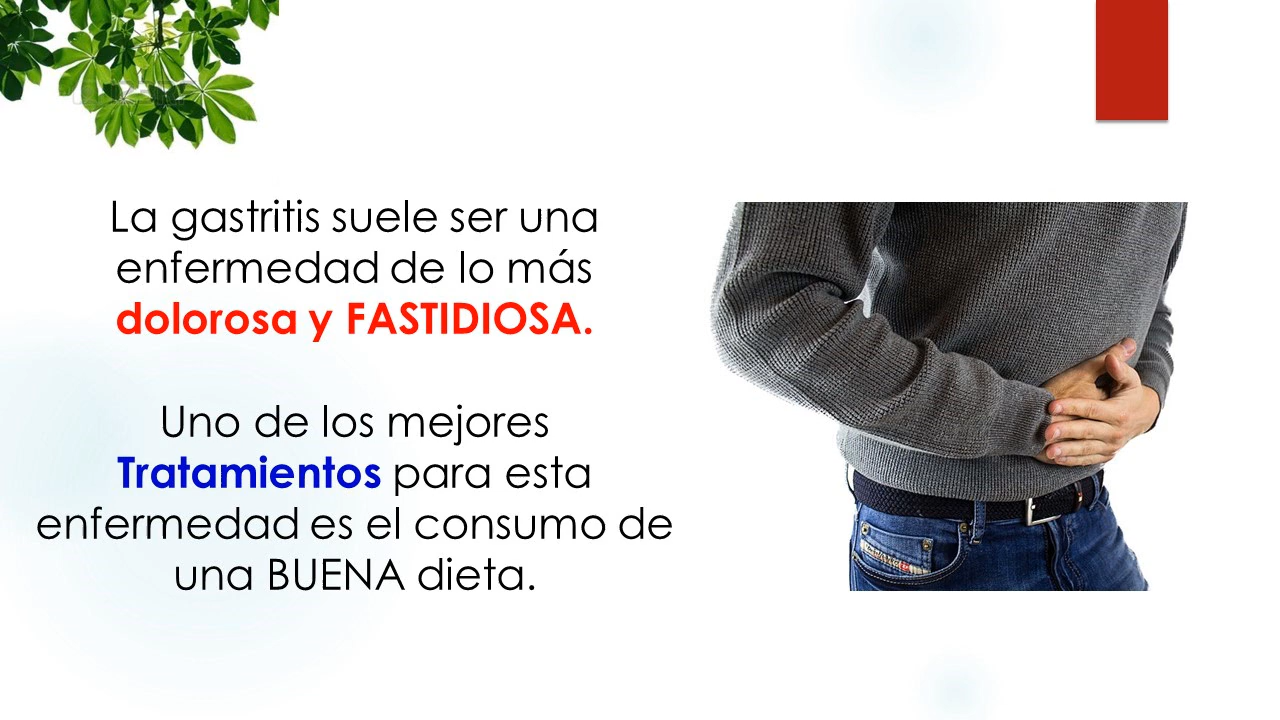 La gastritis suele ser una
enfermedad de lo más
dolorosa y FASTIDIOSA.
Uno de los mejores
Tratamientos para esta
enfermedad es el consumo de
una BUENA dieta.